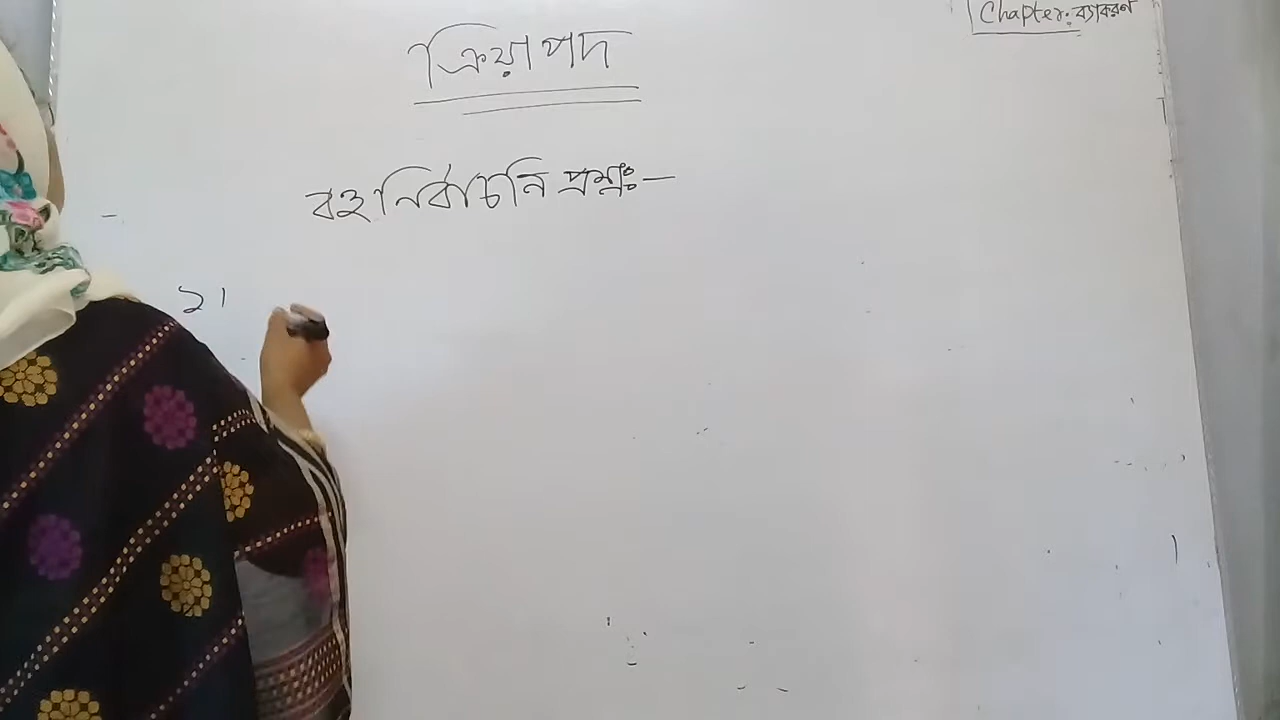 Chapter: ব্যাকরণ
ক্রিয়া পদ
বহু নির্বাচনি প্রশ্নঃ-
১।